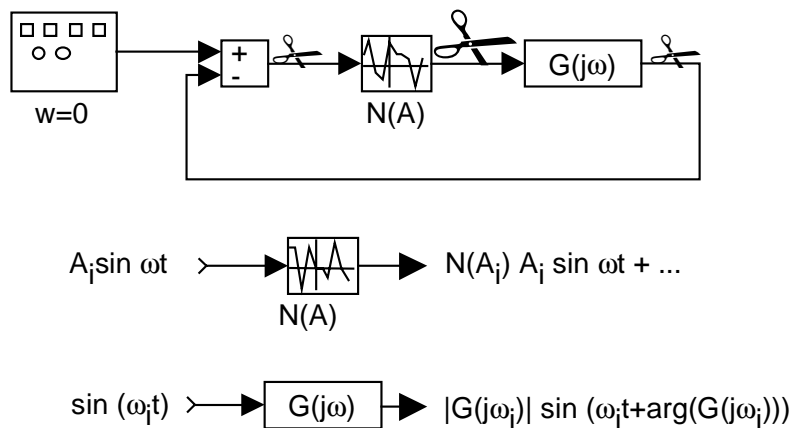 +
-
G(jω)
w=0
N(A)
Aᵢsin ωt
N(Aᵢ) Aᵢ sin ωt + ...
N(A)
sin (ωᵢt)
G(jω)
|G(jωᵢ)| sin (ωᵢt+arg(G(jωᵢ)))